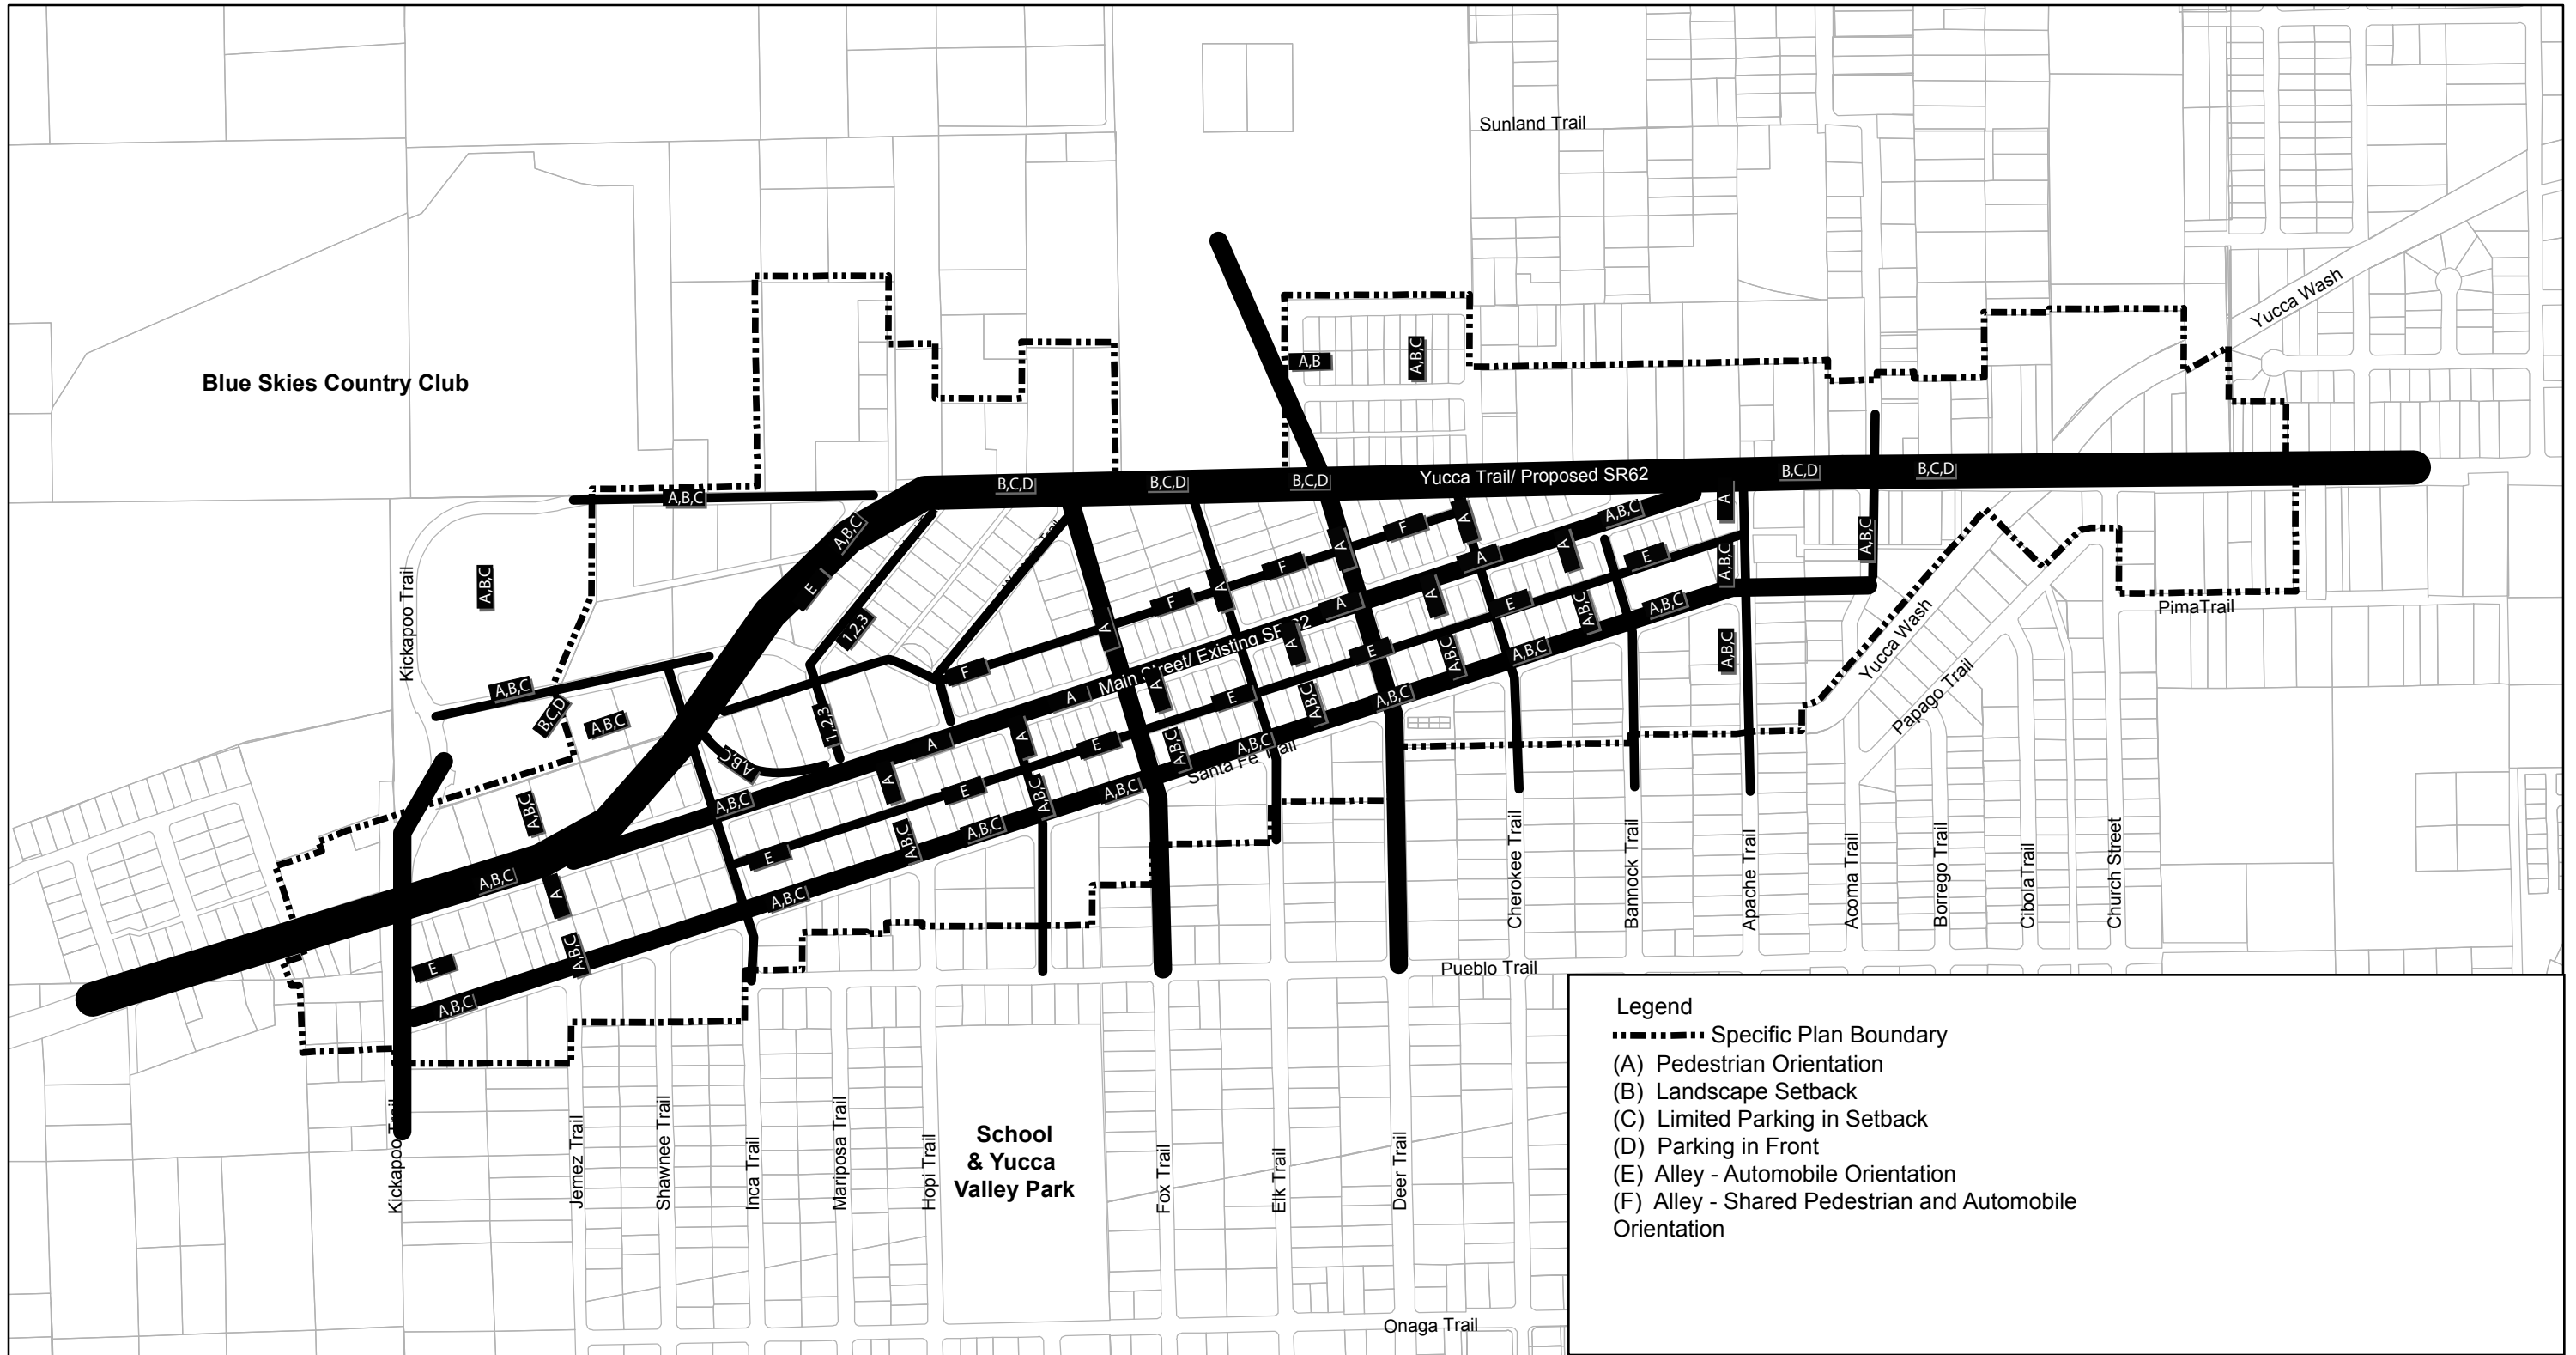 Sunland Trail
Yucca Wash
A,B
A,B,C
Blue Skies Country Club
Yucca Trail/ Proposed SR62
B,C,D
B,C,D
B,C,D
B,C,D
B,C,D
A,B,C
A,B,C
A,B,C
A
A,B,C
F
A
A
A,B,C
Kickapoo Trail
A,B,C
E
F
A
E
A,B,C
F
A
A
A
E
A,B,C
A,B,C
PimaTrail
1,2,3
A
Main Street/ Existing SR62
A
E
A,B,C
A,B,C
A,B,C
Yucca Wash
F
A
A
E
A,B,C
A,B,C
Papago Trail
A,B,C
B,C,D
A,B,C
1,2,3
A
A
E
A,B,C
A,B,C
A,B,C
Santa Fe Trail
A,B,C
A
E
A,B,C
A,B,C
A,B,C
A,B,C
A,B,C
E
A,B,C
A,B,C
A
A,B,C
A,B,C
E
A,B,C
Cherokee Trail
Bannock Trail
Apache Trail
Acoma Trail
Borrego Trail
CibolaTrail
Church Street
Pueblo Trail
Kickapoo Trail
Jemez Trail
Shawnee Trail
Inca Trail
Mariposa Trail
Hopi Trail
School
& Yucca
Valley Park
Fox Trail
Elk Trail
Deer Trail
Onaga Trail
Legend
Specific Plan Boundary
(A) Pedestrian Orientation
(B) Landscape Setback
(C) Limited Parking in Setback
(D) Parking in Front
(E) Alley - Automobile Orientation
(F) Alley - Shared Pedestrian and Automobile
Orientation